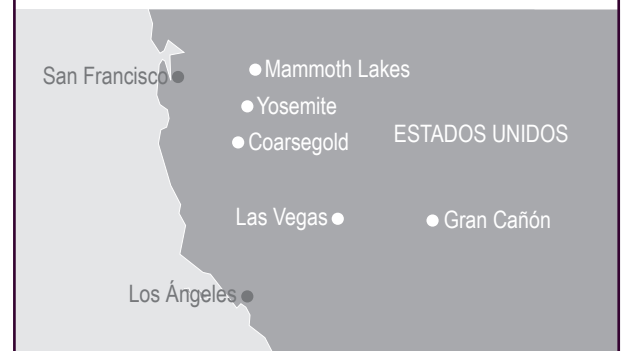 Mammoth Lakes
San Francisco
Yosemite
Coarsegold
ESTADOS UNIDOS
Las Vegas
Gran Cañón
Los Ángeles